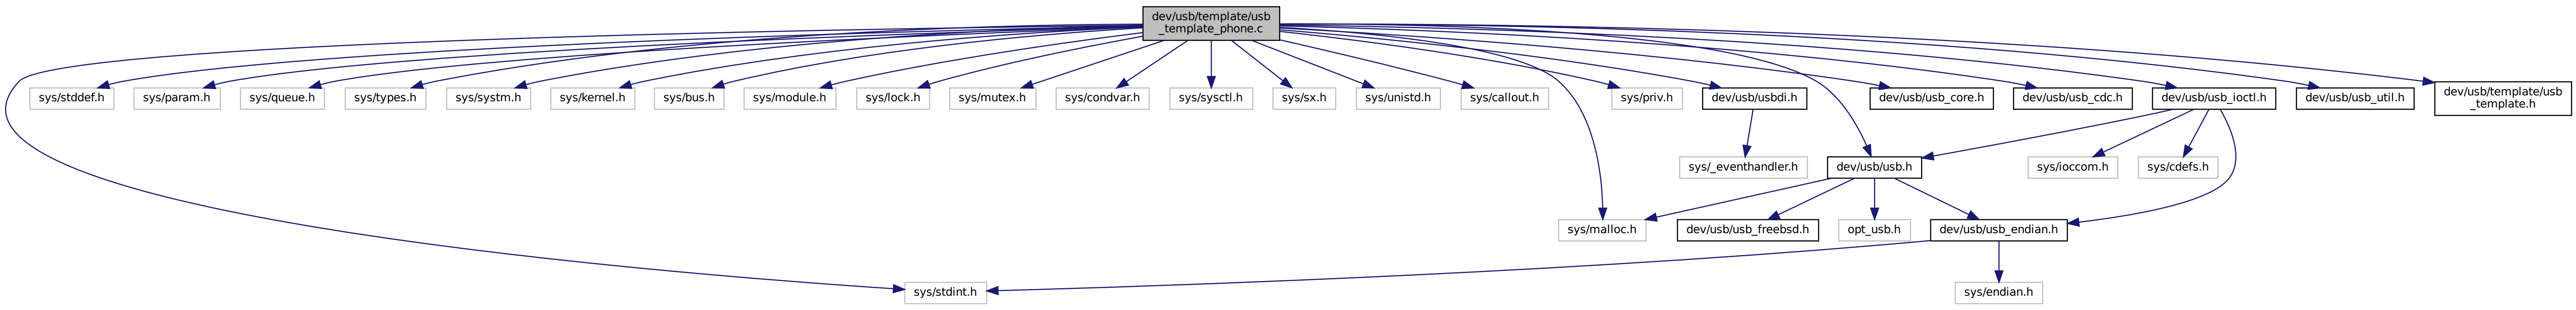 dev/usb/template/usb
_template_phone.c
sys/stddef.h
sys/param.h
sys/queue.h
sys/types.h
sys/systm.h
sys/kernel.h
sys/bus.h
sys/module.h
sys/lock.h
sys/mutex.h
sys/condvar.h
sys/sysctl.h
sys/sx.h
sys/unistd.h
sys/callout.h
sys/priv.h
dev/usb/usbdi.h
dev/usb/usb_core.h
dev/usb/usb_cdc.h
dev/usb/usb_ioctl.h
dev/usb/usb_util.h
dev/usb/template/usb
_template.h
sys/_eventhandler.h
dev/usb/usb.h
sys/ioccom.h
sys/cdefs.h
sys/malloc.h
dev/usb/usb_freebsd.h
opt_usb.h
dev/usb/usb_endian.h
sys/stdint.h
sys/endian.h